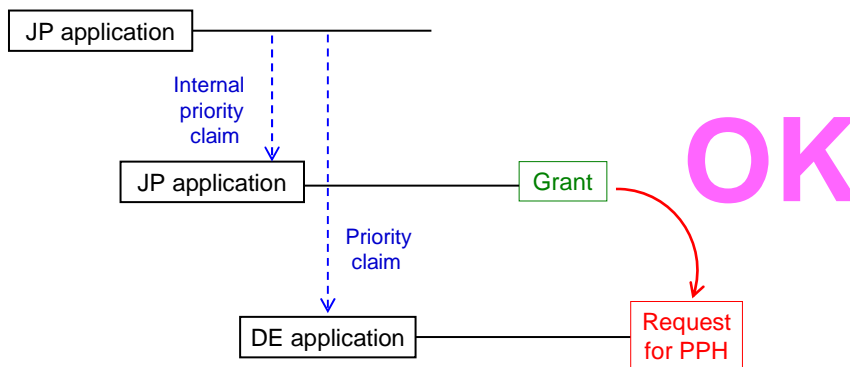 JP application
Internal
priority
claim
JP application
Grant
OK
Priority
claim
DE application
Request
for PPH